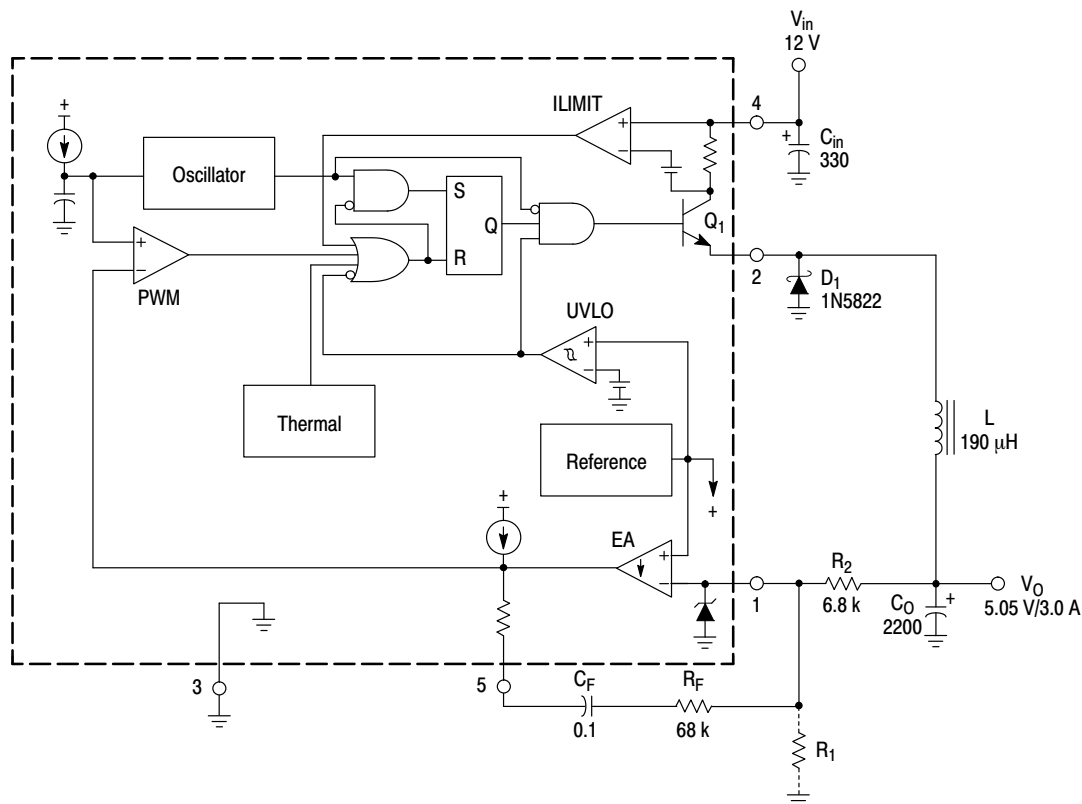 V_in
12 V
+
ILIMIT
4
+
−
+
C_in
330
Oscillator
S
Q
R
Q_1
+
−
PWM
2
D_1
1N5822
UVLO
+
−
Thermal
L
190 μH
Reference
+
+
EA
+
−
1
R_2
6.8 k
C_O
2200
+
V_O
5.05 V/3.0 A
3
5
C_F
0.1
R_F
68 k
R_1